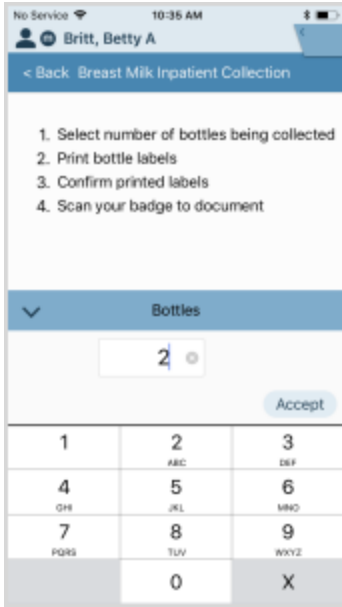 No Service 10:35 AM
Britt, Betty A
< Back Breast Milk Inpatient Collection
1. Select number of bottles being collected
2. Print bottle labels
3. Confirm printed labels
4. Scan your badge to document
Bottles
2
Accept
1 2 3
ABC DEF
4 5 6
GHI JKL MNO
7 8 9
PQRS TUV WXYZ
0 X